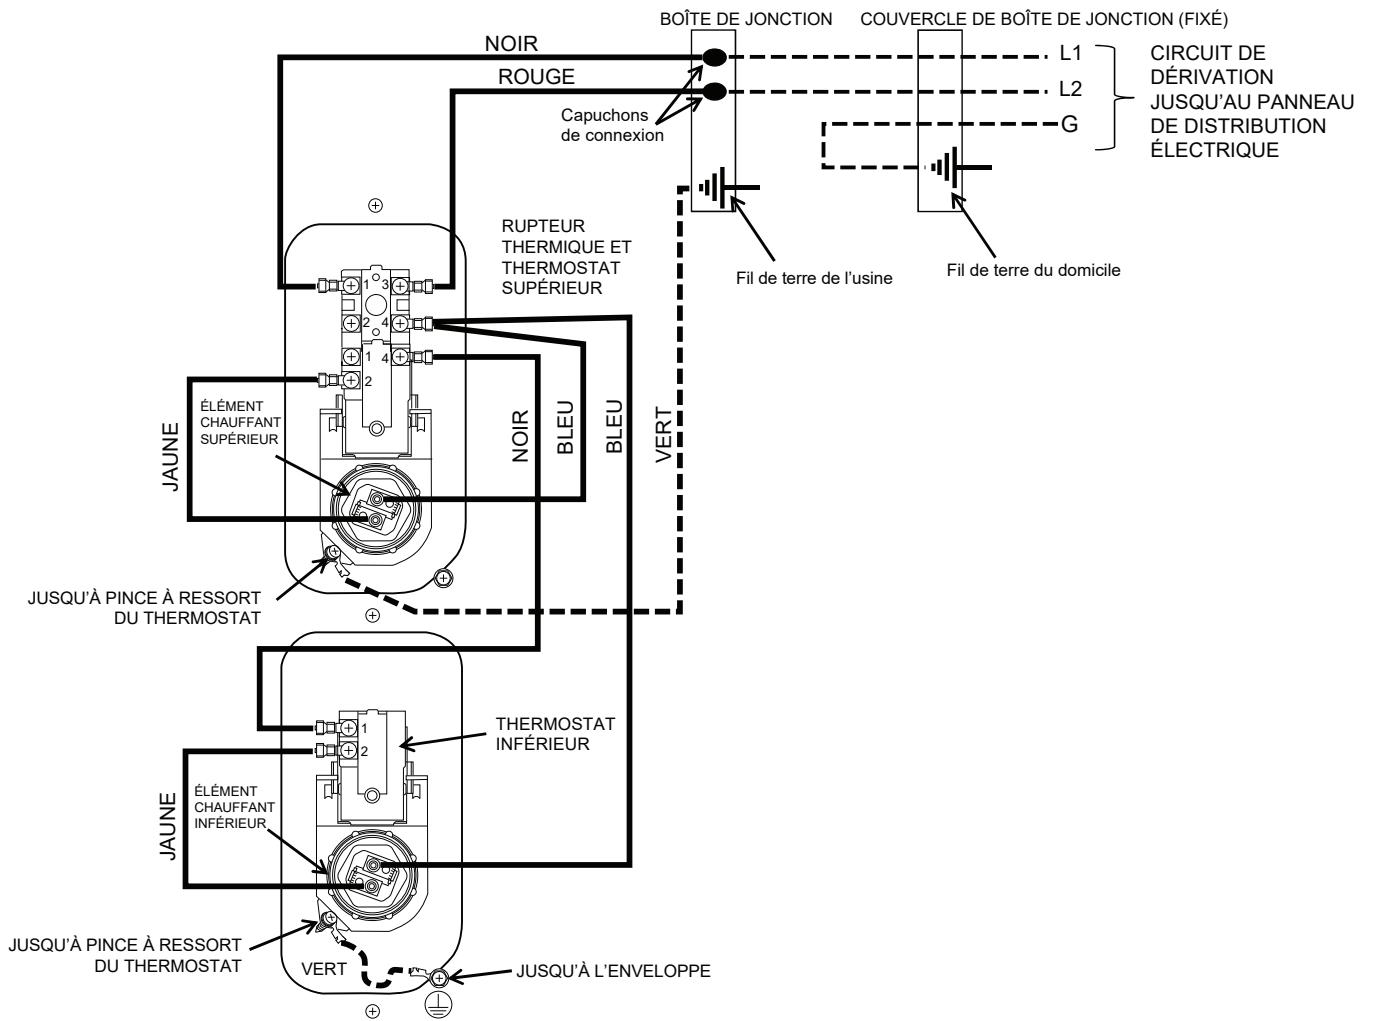 BOÎTE DE JONCTION
COUVERCLE DE BOÎTE DE JONCTION (FIXÉ)
NOIR
ROUGE
Capuchons
de connexion
L1
L2
G
CIRCUIT DE
DÉRIVATION
JUSQU'AU PANNEAU
DE DISTRIBUTION
ÉLECTRIQUE
Fil de terre de l'usine
Fil de terre du domicile
RUPTEUR
THERMIQUE ET
THERMOSTAT
SUPÉRIEUR
1 3
2 4
1 4
2
ÉLÉMENT
CHAUFFANT
SUPÉRIEUR
JAUNE
NOIR
BLEU
BLEU
VERT
JUSQU'À PINCE À RESSORT
DU THERMOSTAT
1
2
THERMOSTAT
INFÉRIEUR
ÉLÉMENT
CHAUFFANT
INFÉRIEUR
JAUNE
JUSQU'À PINCE À RESSORT
DU THERMOSTAT
VERT
JUSQU'À L'ENVELOPPE